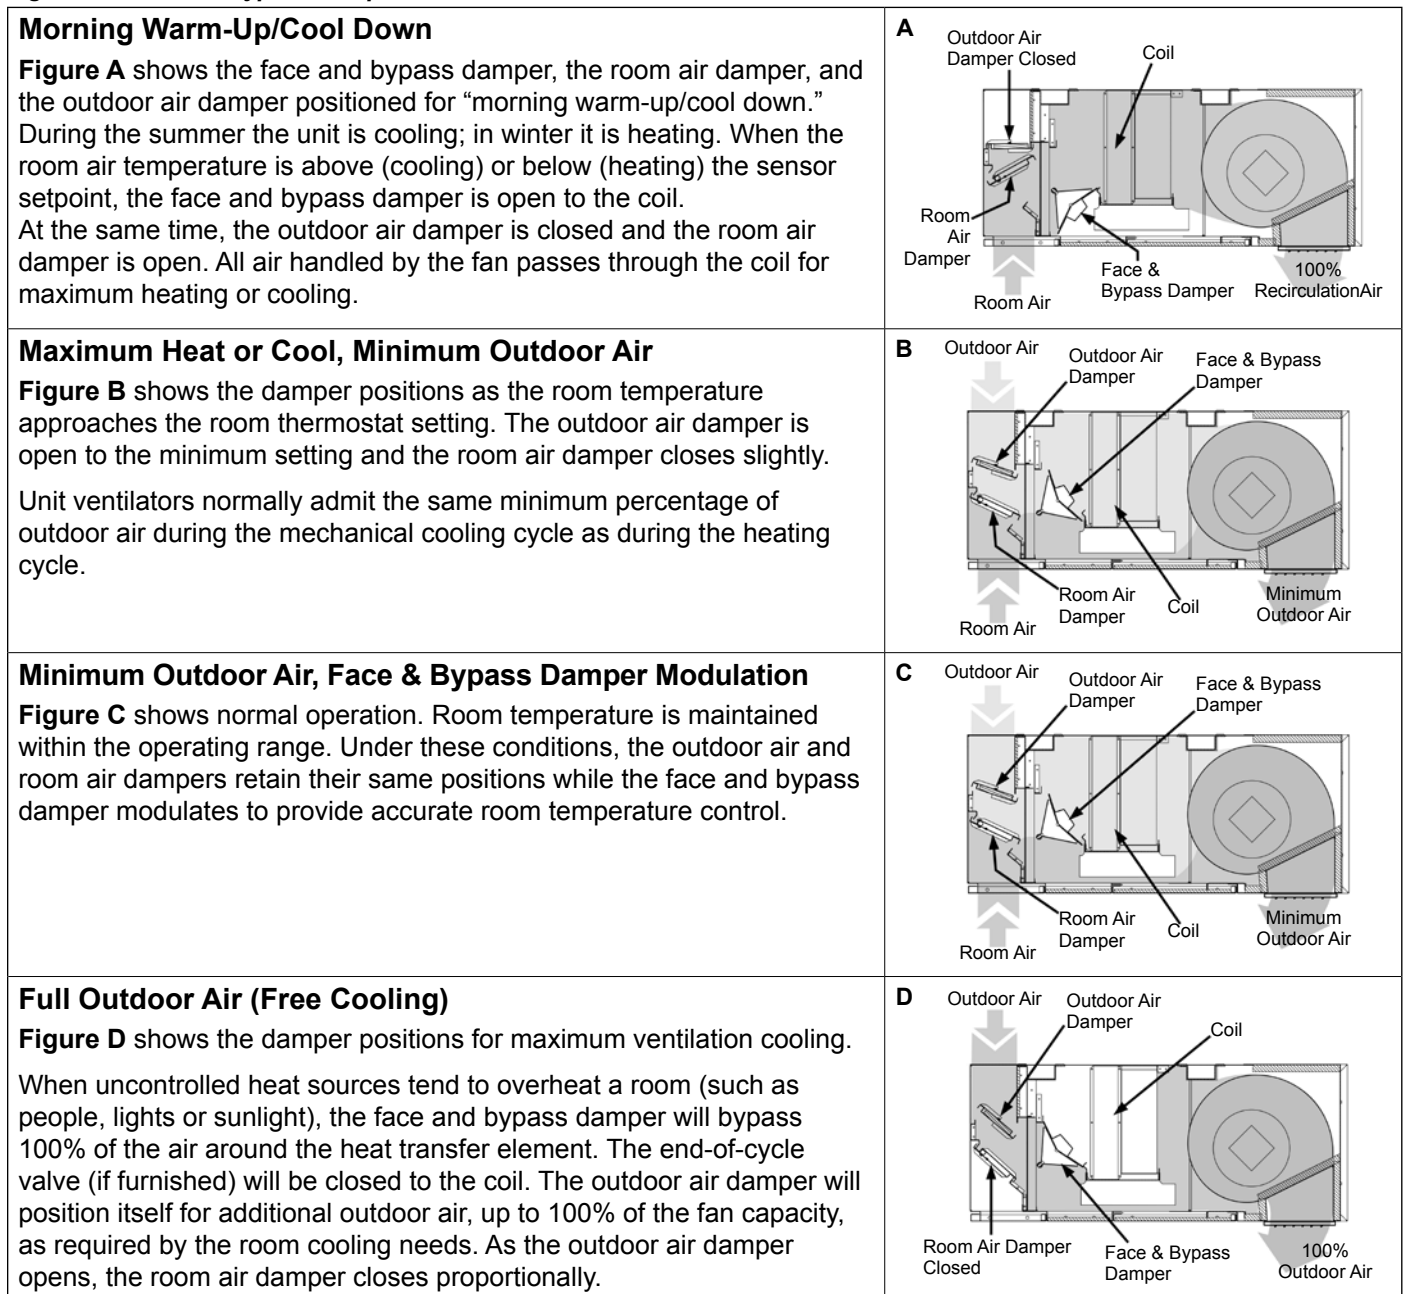 Morning Warm-Up/Cool Down
Figure A shows the face and bypass damper, the room air damper, and
the outdoor air damper positioned for “morning warm-up/cool down.”
During the summer the unit is cooling; in winter it is heating. When the
room air temperature is above (cooling) or below (heating) the sensor
setpoint, the face and bypass damper is open to the coil.
At the same time, the outdoor air damper is closed and the room air
damper is open. All air handled by the fan passes through the coil for
maximum heating or cooling.
A
Outdoor Air
Damper Closed
Coil
Room
Air
Damper
Room Air
Face &
Bypass Damper
100%
RecirculationAir
Maximum Heat or Cool, Minimum Outdoor Air
Figure B shows the damper positions as the room temperature
approaches the room thermostat setting. The outdoor air damper is
open to the minimum setting and the room air damper closes slightly.
Unit ventilators normally admit the same minimum percentage of
outdoor air during the mechanical cooling cycle as during the heating
cycle.
B
Outdoor Air
Outdoor Air
Damper
Face & Bypass
Damper
Room Air
Room Air
Damper
Coil
Minimum
Outdoor Air
Minimum Outdoor Air, Face & Bypass Damper Modulation
Figure C shows normal operation. Room temperature is maintained
within the operating range. Under these conditions, the outdoor air and
room air dampers retain their same positions while the face and bypass
damper modulates to provide accurate room temperature control.
C
Outdoor Air
Outdoor Air
Damper
Face & Bypass
Damper
Room Air
Room Air
Damper
Coil
Minimum
Outdoor Air
Full Outdoor Air (Free Cooling)
Figure D shows the damper positions for maximum ventilation cooling.
When uncontrolled heat sources tend to overheat a room (such as
people, lights or sunlight), the face and bypass damper will bypass
100% of the air around the heat transfer element. The end-of-cycle
valve (if furnished) will be closed to the coil. The outdoor air damper will
position itself for additional outdoor air, up to 100% of the fan capacity,
as required by the room cooling needs. As the outdoor air damper
opens, the room air damper closes proportionally.
D
Outdoor Air
Outdoor Air
Damper
Coil
Room Air Damper
Closed
Face & Bypass
Damper
100%
Outdoor Air